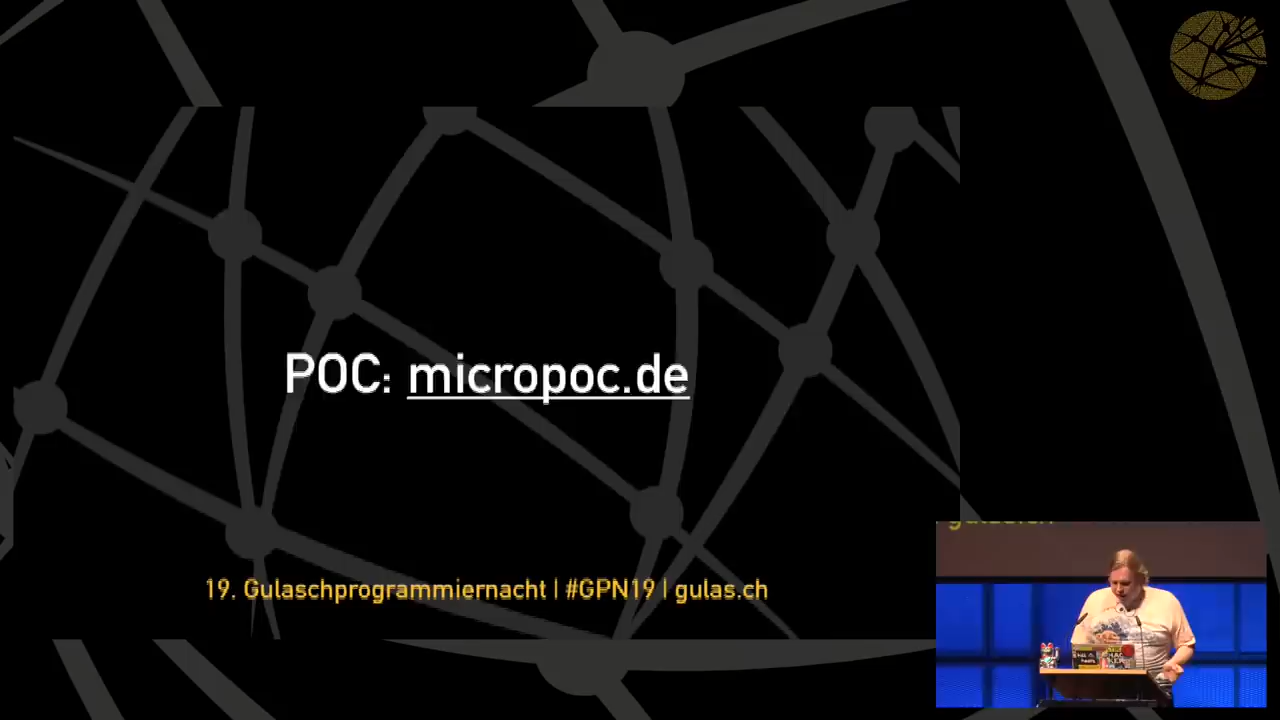 POC: micropoc.de
19. Gulaschprogrammiernacht | #GPN19 | gulas.ch